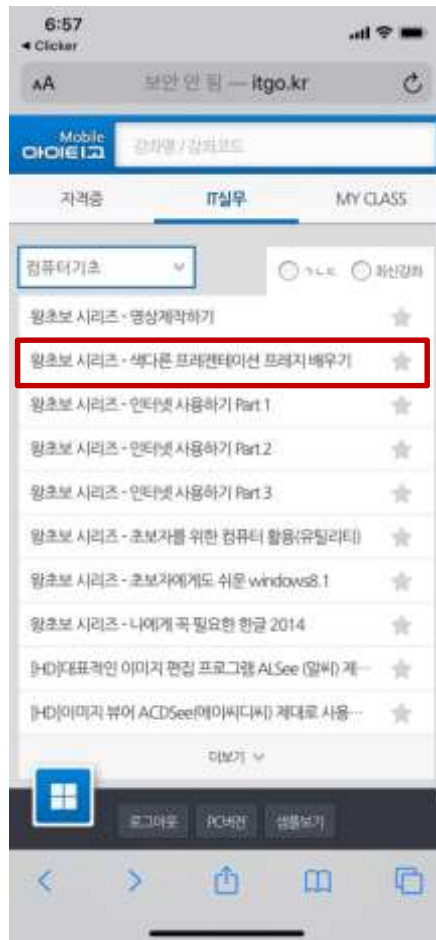 6:57
◀ Clicker
AA 보안 안 됨 — itgo.kr
Mobile
아이티고
강좌명 / 강좌코드
자격증 IT실무 MY CLASS
컴퓨터기초 ㄱㄴㄷ 최신강좌
왕초보 시리즈 - 영상제작하기
왕초보 시리즈 - 색다른 프레젠테이션 프레지 배우기
왕초보 시리즈 - 인터넷 사용하기 Part 1
왕초보 시리즈 - 인터넷 사용하기 Part 2
왕초보 시리즈 - 인터넷 사용하기 Part 3
왕초보 시리즈 - 초보자를 위한 컴퓨터 활용(유틸리티)
왕초보 시리즈 - 초보자에게도 쉬운 windows8.1
왕초보 시리즈 - 나에게 꼭 필요한 한글 2014
[HD]대표적인 이미지 편집 프로그램 ALSee (알씨) 제…
[HD]이미지 뷰어 ACDSee(에이씨디씨) 제대로 사용…
더보기
로그아웃 PC버전 샘플보기